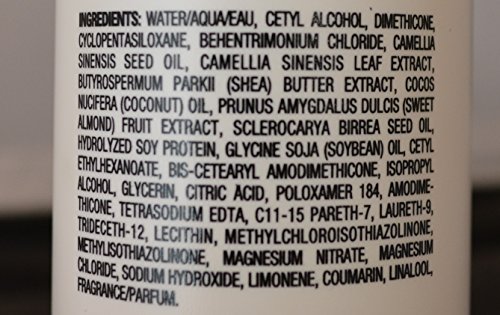 INGREDIENTS: WATER/AQUA/EAU, CETYL ALCOHOL, DIMETHICONE,
CYCLOPENTASILOXANE, BEHENTRIMONIUM CHLORIDE, CAMELLIA
SINENSIS SEED OIL, CAMELLIA SINENSIS LEAF EXTRACT,
BUTYROSPERMUM PARKII (SHEA) BUTTER EXTRACT, COCOS
NUCIFERA (COCONUT) OIL, PRUNUS AMYGDALUS DULCIS (SWEET
ALMOND) FRUIT EXTRACT, SCLEROCARYA BIRREA SEED OIL,
HYDROLYZED SOY PROTEIN, GLYCINE SOJA (SOYBEAN) OIL, CETYL
ETHYLHEXANOATE, BIS-CETEARYL AMODIMETHICONE, ISOPROPYL
ALCOHOL, GLYCERIN, CITRIC ACID, POLOXAMER 184, AMODIME-
THICONE, TETRASODIUM EDTA, C11-15 PARETH-7, LAURETH-9,
TRIDECETH-12, LECITHIN, METHYLCHLOROISOTHIAZOLINONE,
METHYLISOTHIAZOLINONE, MAGNESIUM NITRATE, MAGNESIUM
CHLORIDE, SODIUM HYDROXIDE, LIMONENE, COUMARIN, LINALOOL,
FRAGRANCE/PARFUM.